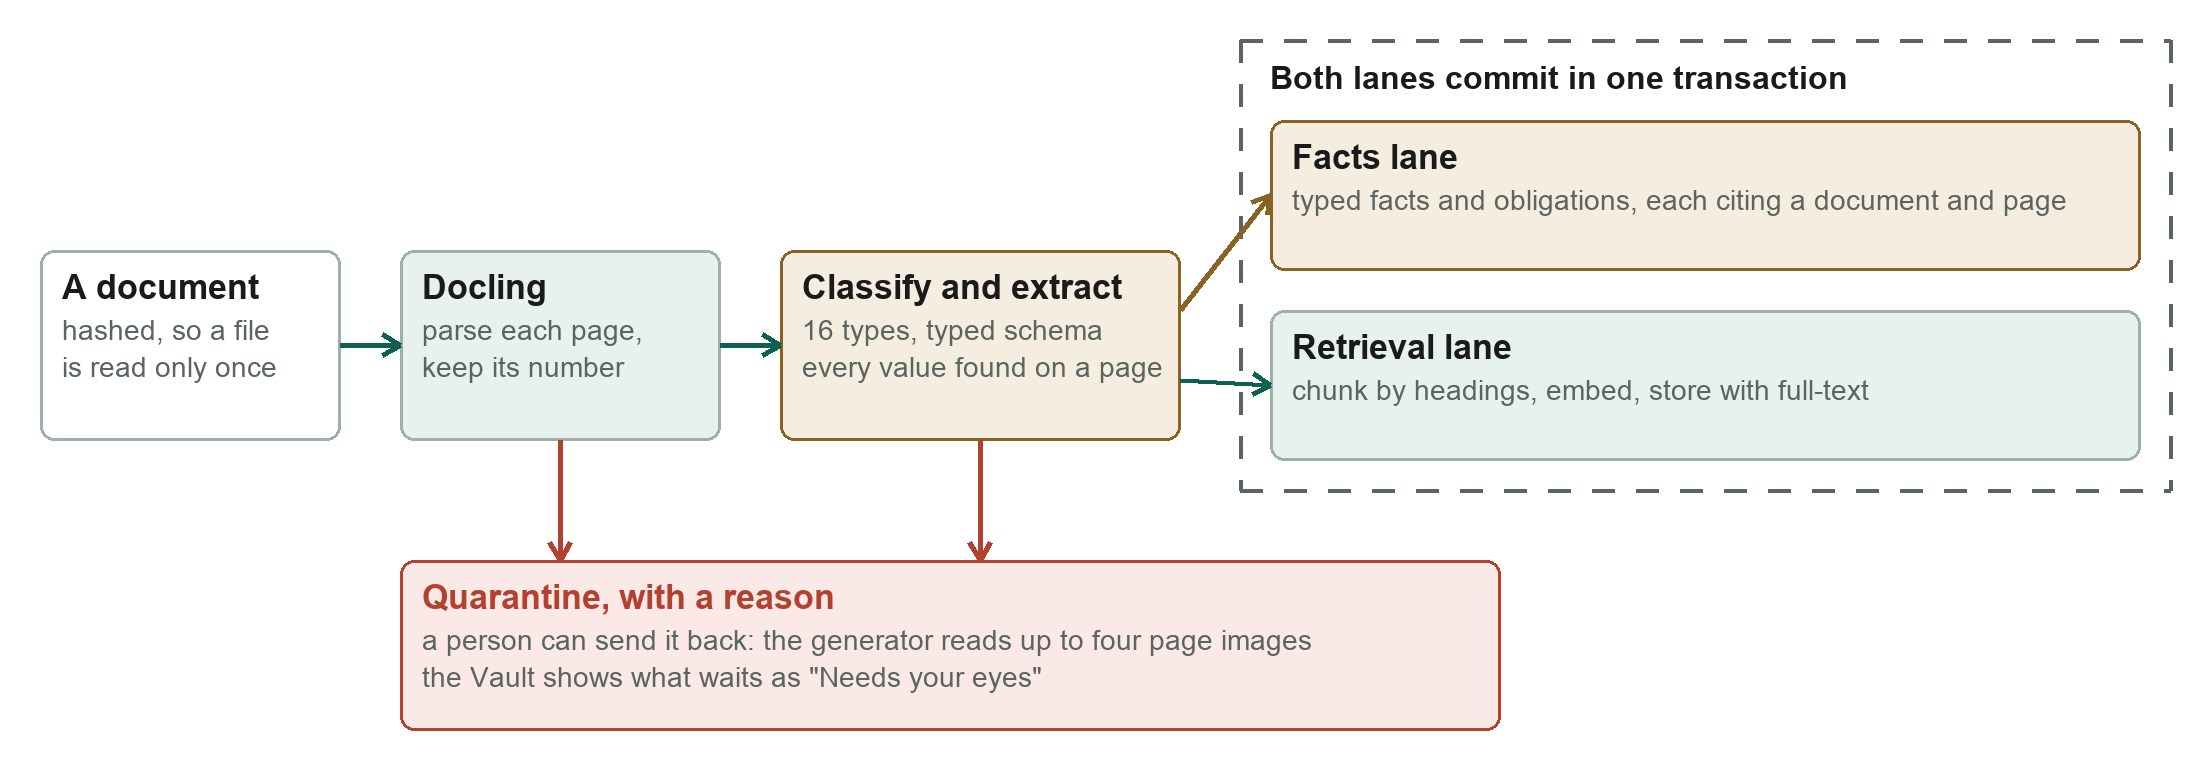 Both lanes commit in one transaction
Facts lane
typed facts and obligations, each citing a document and page
A document
hashed, so a file
is read only once
Docling
parse each page,
keep its number
Classify and extract
16 types, typed schema
every value found on a page
Retrieval lane
chunk by headings, embed, store with full-text
Quarantine, with a reason
a person can send it back: the generator reads up to four page images
the Vault shows what waits as "Needs your eyes"